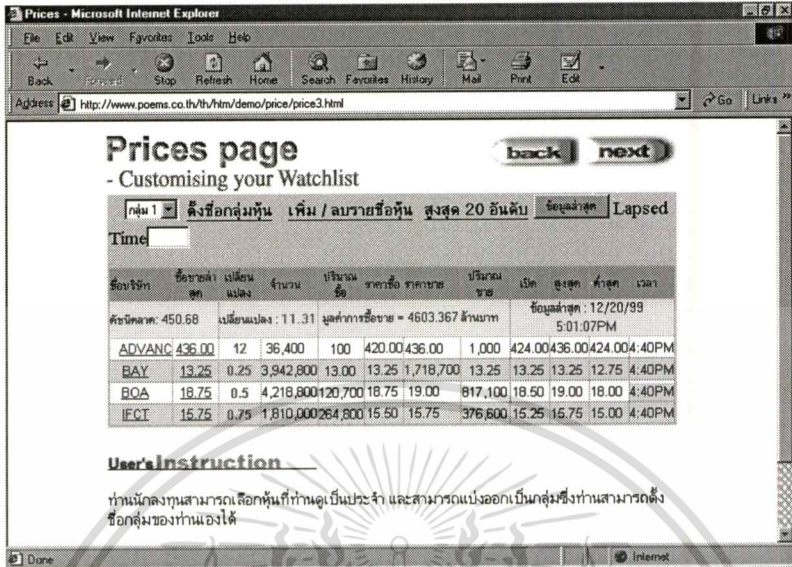 Prices - Microsoft Internet Explorer
File Edit View Favorites Tools Help
Back Forward Stop Refresh Home Search Favorites History Mail Print Edit
Address http://www.poems.co.th/th/htm/demo/price/price3.html Go Links »
Prices page back next
- Customising your Watchlist
กลุ่ม 1 ตั้งชื่อกลุ่มหุ้น เพิ่ม / ลบรายชื่อหุ้น สูงสุด 20 อันดับ ข้อมูลล่าสุด Lapsed
Time
ชื่อบริษัท ซื้อขายล่าสุด เปลี่ยนแปลง จำนวน ปริมาณซื้อ ราคาซื้อ ราคาขาย ปริมาณขาย เปิด สูงสุด ต่ำสุด เวลา
ดัชนีตลาด: 450.68 เปลี่ยนแปลง : 11.31 มูลค่าการซื้อขาย = 4603.367 ล้านบาท ข้อมูลล่าสุด : 12/20/99 5:01:07PM
ADVANC 436.00 12 36,400 100 420.00 436.00 1,000 424.00 436.00 424.00 4:40PM
BAY 13.25 0.25 3,942,800 13.00 13.25 1,718,700 13.25 13.25 13.25 12.75 4:40PM
BOA 18.75 0.5 4,218,800 120,700 18.75 19.00 817,100 18.50 19.00 18.00 4:40PM
IFCT 15.75 0.75 1,810,000 264,800 15.50 15.75 376,600 15.25 15.75 15.00 4:40PM
User's Instruction
ท่านนักลงทุนสามารถเลือกหุ้นที่ท่านดูเป็นประจำ และสามารถแบ่งออกเป็นกลุ่มซึ่งท่านสามารถตั้ง
ชื่อกลุ่มของท่านเองได้
Done Internet